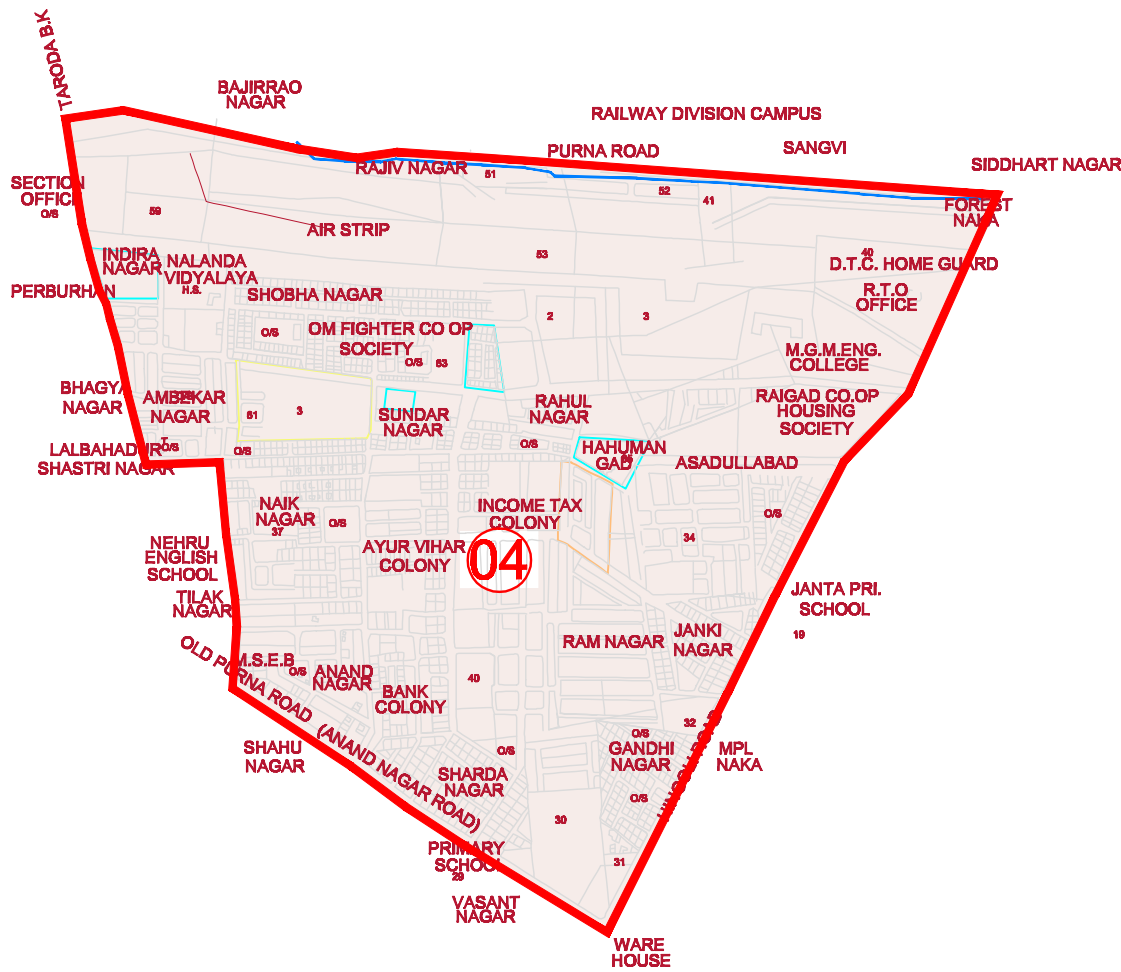 TARODA B.K
BAJIRRAO
NAGAR
RAILWAY DIVISION CAMPUS
PURNA ROAD
SANGVI
SIDDHART NAGAR
RAJIV NAGAR
51
52
41
SECTION
OFFICE
O/S
59
FOREST
NAKA
AIR STRIP
53
40
D.T.C. HOME GUARD
INDIRA
NAGAR
NALANDA
VIDYALAYA
H.S.
PERBURHAN
SHOBHA NAGAR
R.T.O
OFFICE
2
3
O/S
OM FIGHTER CO OP
SOCIETY
O/S
63
M.G.M.ENG.
COLLEGE
BHAGYA
NAGAR
AMBEKAR
NAGAR
61
3
SUNDAR
NAGAR
RAHUL
NAGAR
RAIGAD CO.OP
HOUSING
SOCIETY
LALBAHADUR
SHASTRI NAGAR
O/S
O/S
O/S
HAHUMAN
GAD
ASADULLABAD
NAIK
NAGAR
37
O/S
INCOME TAX
COLONY
O/S
34
NEHRU
ENGLISH
SCHOOL
AYUR VIHAR
COLONY
04
TILAK
NAGAR
JANTA PRI.
SCHOOL
19
RAM NAGAR
JANKI
NAGAR
M.S.E.B
O/S
ANAND
NAGAR
OLD PURNA ROAD (ANAND NAGAR ROAD)
40
BANK
COLONY
32
O/S
SHAHU
NAGAR
O/S
GANDHI
NAGAR
MPL
NAKA
HINGOLI ROAD
SHARDA
NAGAR
O/S
30
PRIMARY
SCHOOL
29
31
VASANT
NAGAR
WARE
HOUSE